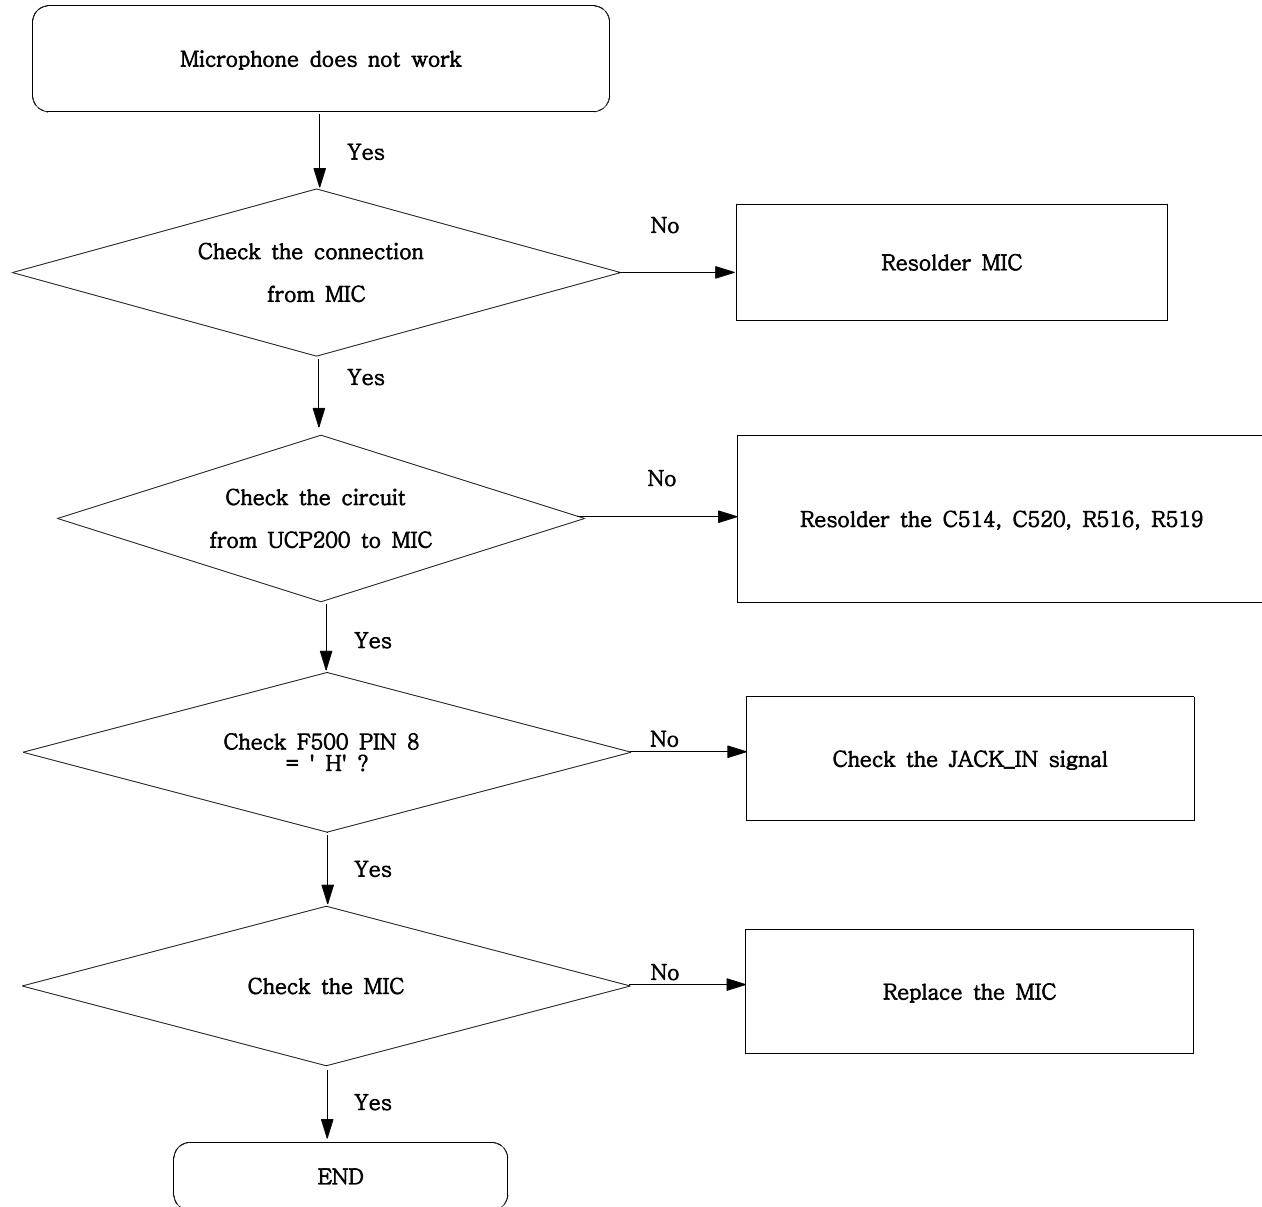 Microphone does not work
Yes
Check the connection
from MIC
No
Resolder MIC
Yes
Check the circuit
from UCP200 to MIC
No
Resolder the C514, C520, R516, R519
Yes
Check F500 PIN 8
= ' H' ?
No
Check the JACK_IN signal
Yes
Check the MIC
No
Replace the MIC
Yes
END